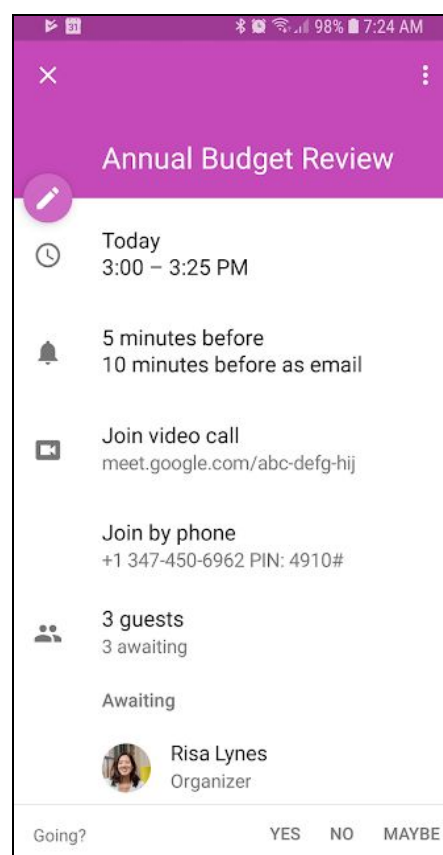 31 98% 7:24 AM
Annual Budget Review
Today
3:00 – 3:25 PM
5 minutes before
10 minutes before as email
Join video call
meet.google.com/abc-defg-hij
Join by phone
+1 347-450-6962 PIN: 4910#
3 guests
3 awaiting
Awaiting
Risa Lynes
Organizer
Going? YES NO MAYBE